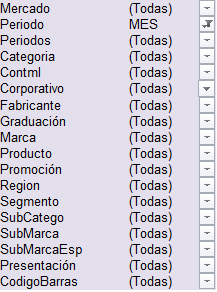 Mercado (Todas)
Periodo MES
Periodos (Todas)
Categoria (Todas)
Contml (Todas)
Corporativo (Todas)
Fabricante (Todas)
Graduación (Todas)
Marca (Todas)
Producto (Todas)
Promoción (Todas)
Region (Todas)
Segmento (Todas)
SubCatego (Todas)
SubMarca (Todas)
SubMarcaEsp (Todas)
Presentación (Todas)
CodigoBarras (Todas)